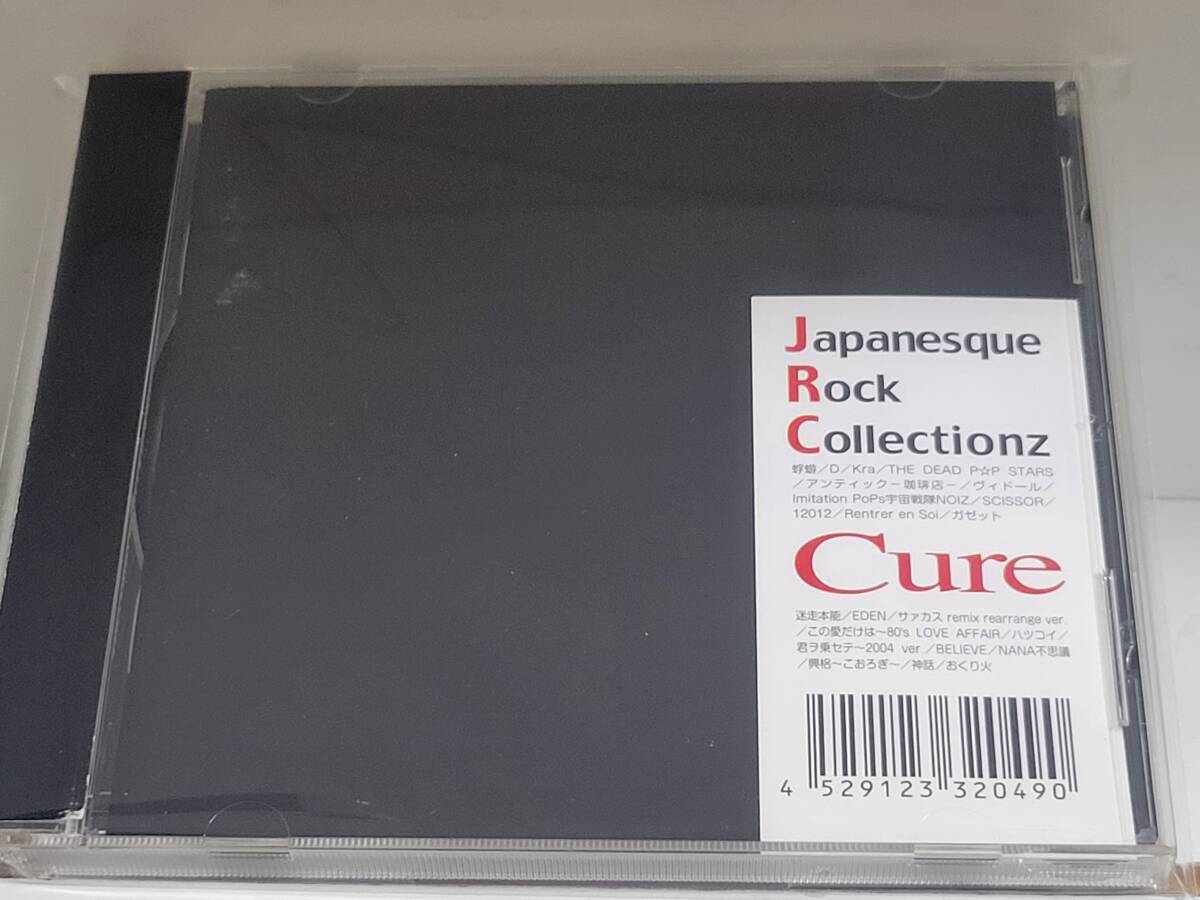 Japanesque
Rock
Collectionz
蜉蝣／D／Kra／THE DEAD P☆P STARS
／アンティック－珈琲店－／ヴィドール／
Imitation PoPs宇宙戦隊NOIZ／SCISSOR／
12012／Rentrer en Soi／ガゼット
Cure
迷走本能／EDEN／サァカス remix rearrange ver.
／この愛だけは～80's LOVE AFFAIR／ハツコイ／
君ヲ乗セテ～2004 ver.／BELIEVE／NANA不思議
／興格～こおろぎ～／神話／おくり火
4 529123 320490